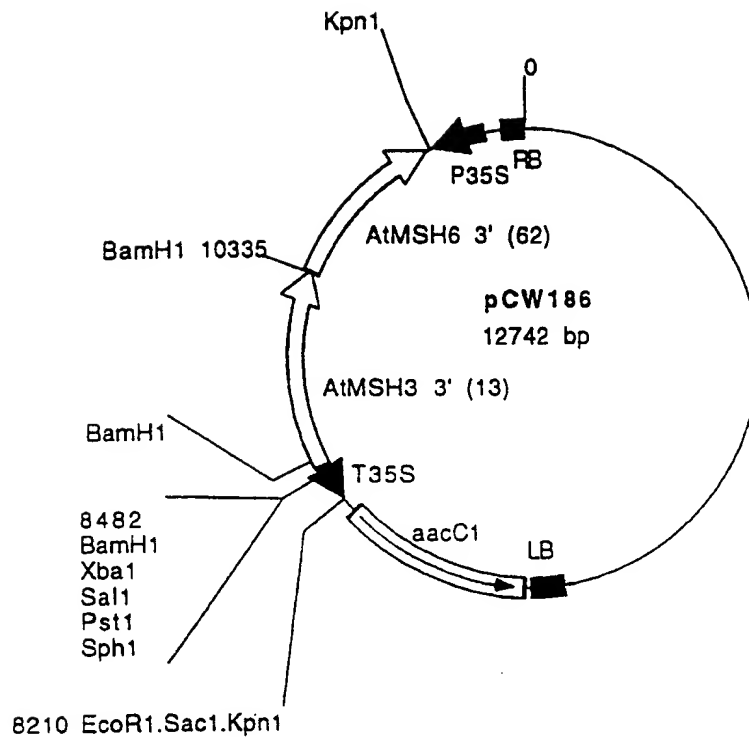 Kpn1
0
P35S
RB
AtMSH6 3' (62)
BamH1 10335
pCW186
12742 bp
AtMSH3 3' (13)
BamH1
T35S
8482
BamH1
Xba1
Sal1
Pst1
Sph1
aacC1
LB
8210 EcoR1.Sac1.Kpn1